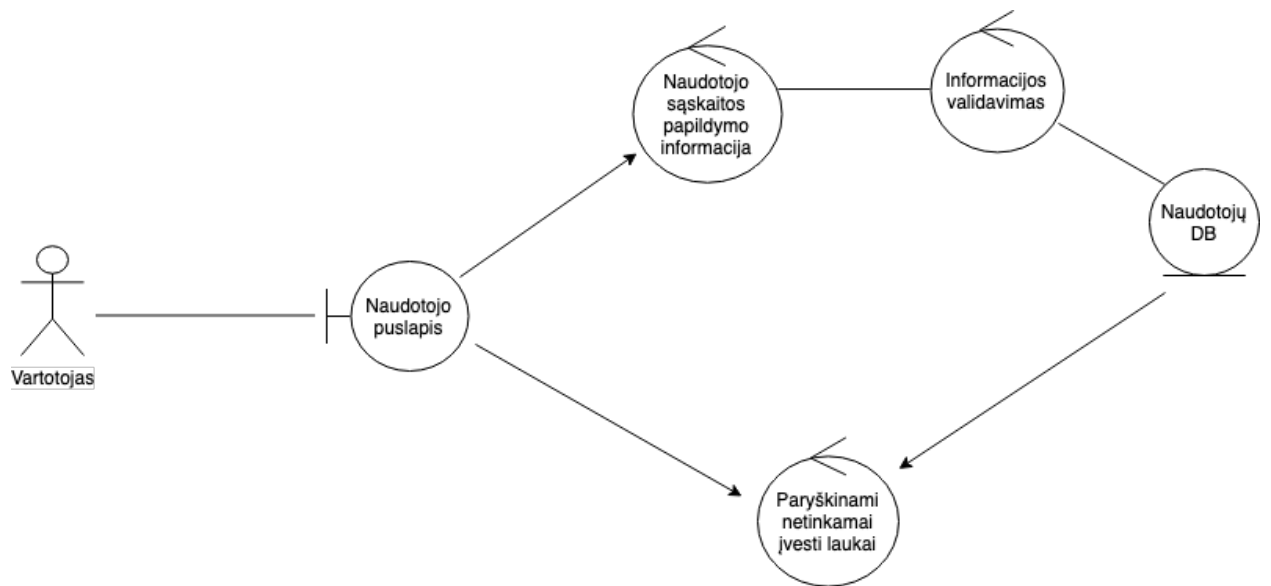 Naudotojo
sąskaitos
papildymo
informacija
Informacijos
validavimas
Naudotojų
DB
Naudotojo
puslapis
Vartotojas
Paryškinami
netinkamai
įvesti laukai